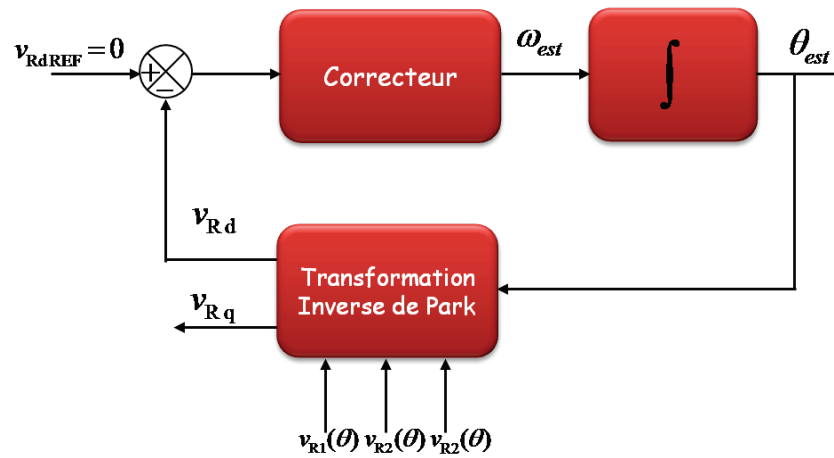 v_RdREF = 0
+
−
Correcteur
ω_est
∫
θ_est
v_Rd
v_Rq
Transformation
Inverse de Park
v_R1(θ) v_R2(θ) v_R2(θ)